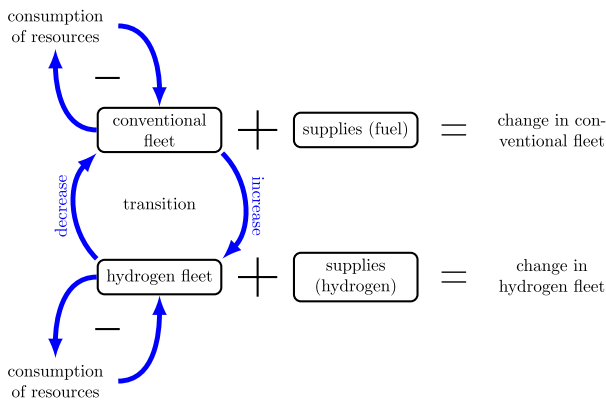 consumption
of resources
−
conventional
fleet
+
supplies (fuel)
=
change in con-
ventional fleet
decrease
transition
increase
hydrogen fleet
+
supplies
(hydrogen)
=
change in
hydrogen fleet
−
consumption
of resources